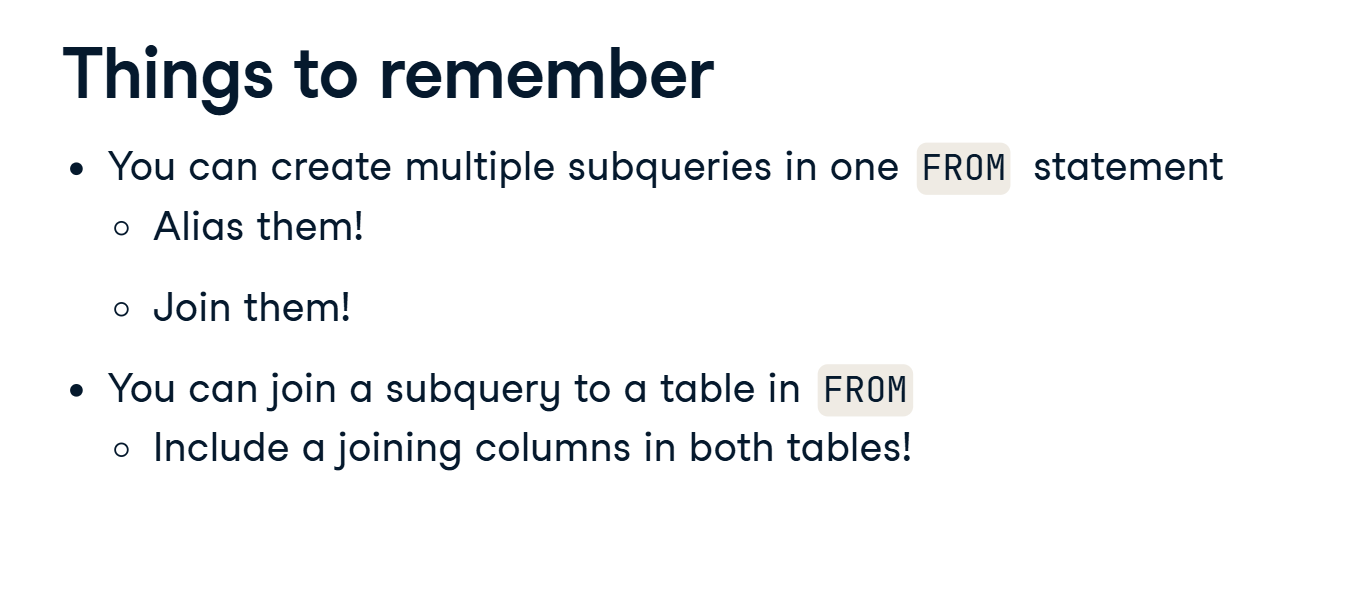 Things to remember
• You can create multiple subqueries in one FROM statement
○ Alias them!
○ Join them!
• You can join a subquery to a table in FROM
○ Include a joining columns in both tables!